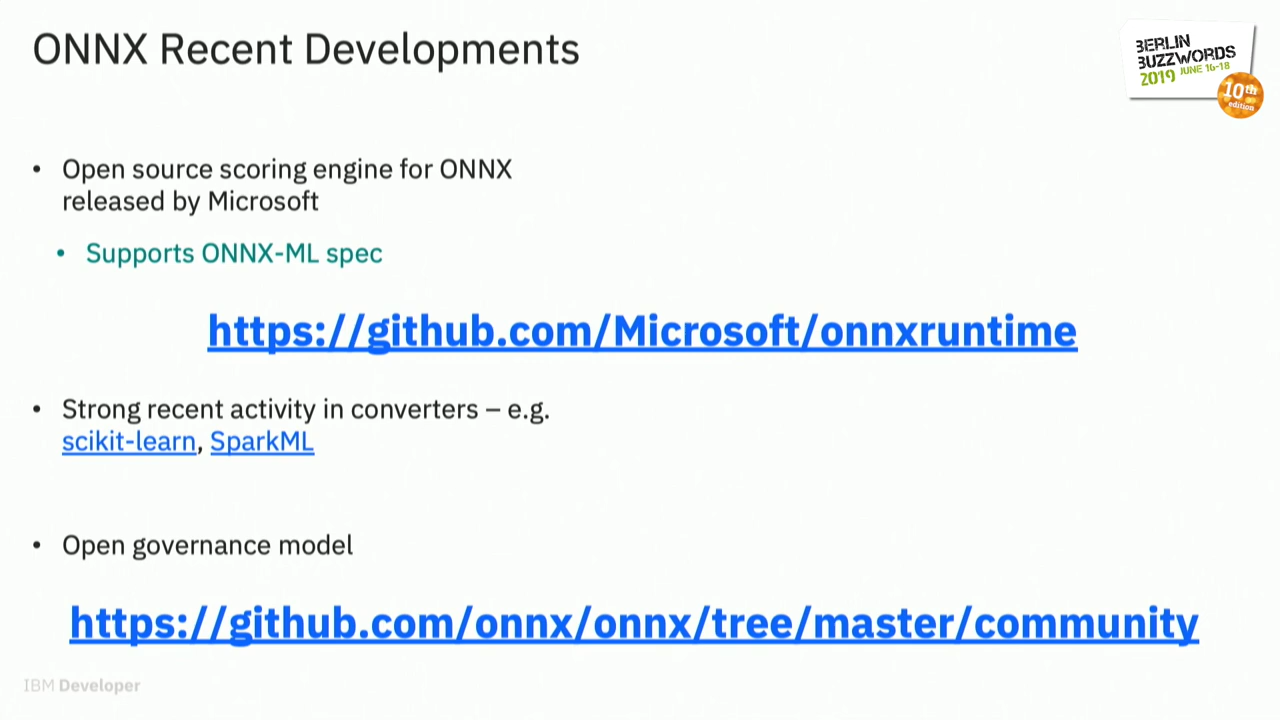 ONNX Recent Developments
BERLIN
BUZZWORDS
2019 JUNE 16-18
10th
edition
• Open source scoring engine for ONNX
released by Microsoft
• Supports ONNX-ML spec
https://github.com/Microsoft/onnxruntime
• Strong recent activity in converters – e.g.
scikit-learn, SparkML
• Open governance model
https://github.com/onnx/onnx/tree/master/community
IBM Developer